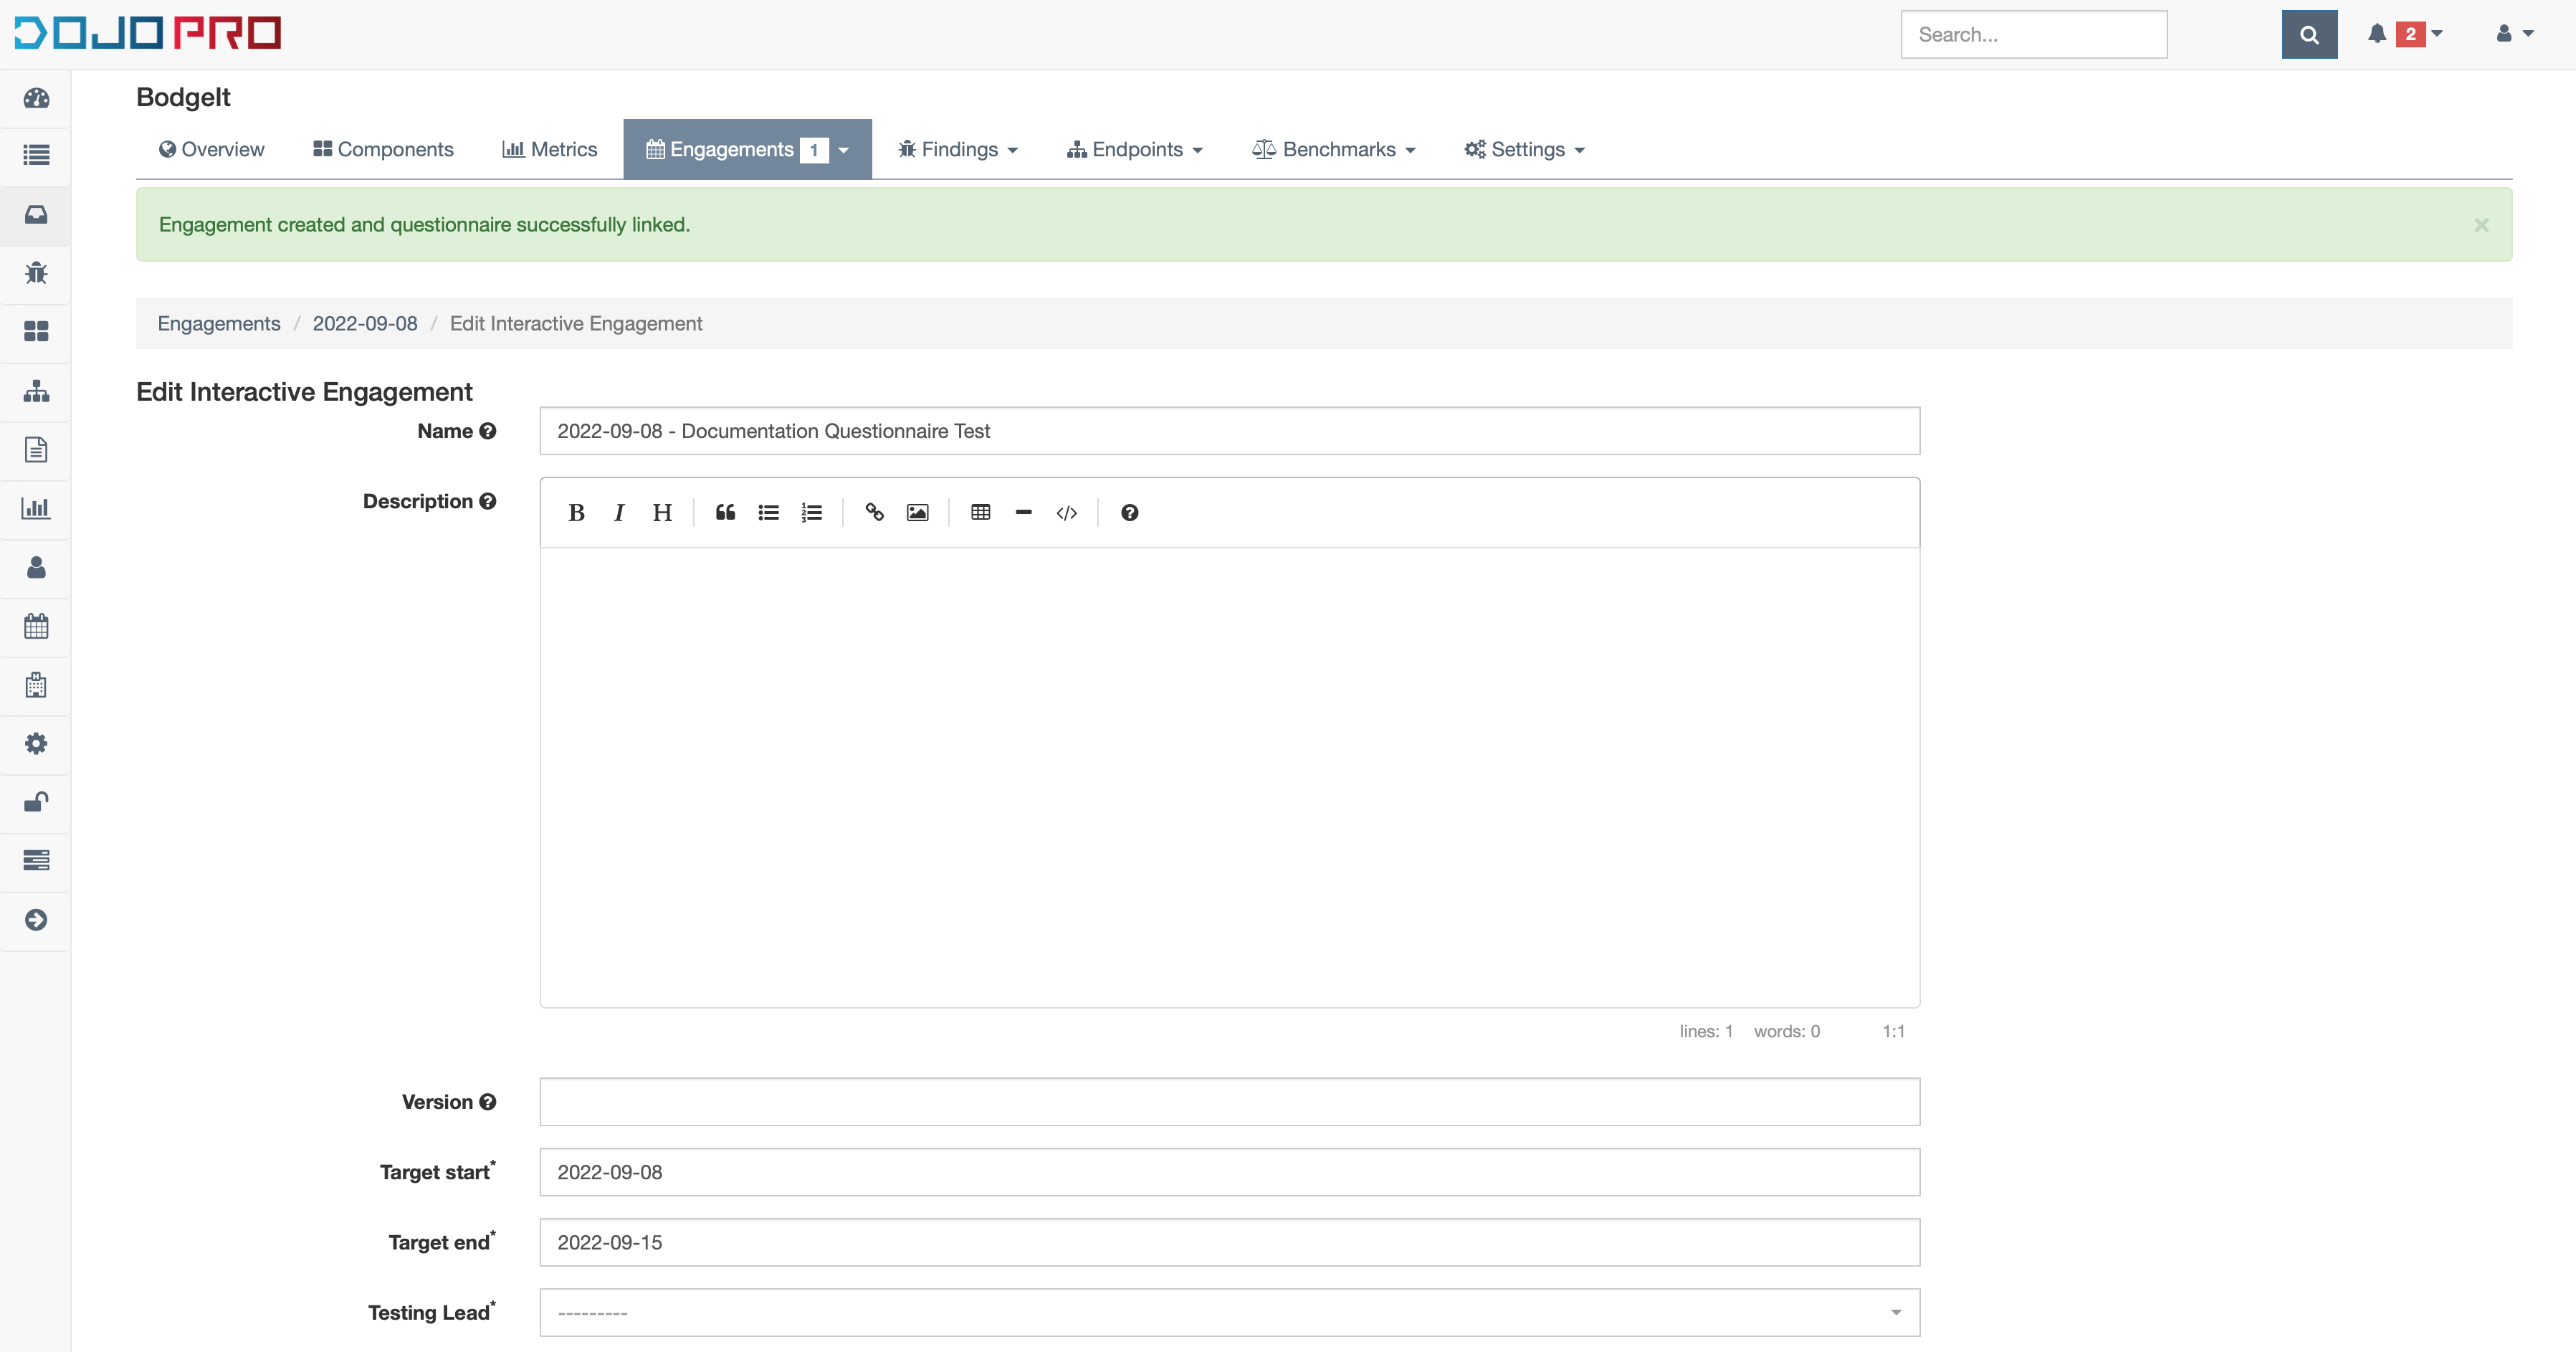 DOJO PRO
Search...
2
BodgeIt
Overview
Components
Metrics
Engagements 1
Findings
Endpoints
Benchmarks
Settings
Engagement created and questionnaire successfully linked.
×
Engagements / 2022-09-08 / Edit Interactive Engagement
Edit Interactive Engagement
Name
2022-09-08 - Documentation Questionnaire Test
Description
B I H
lines: 1 words: 0 1:1
Version
Target start*
2022-09-08
Target end*
2022-09-15
Testing Lead*
---------